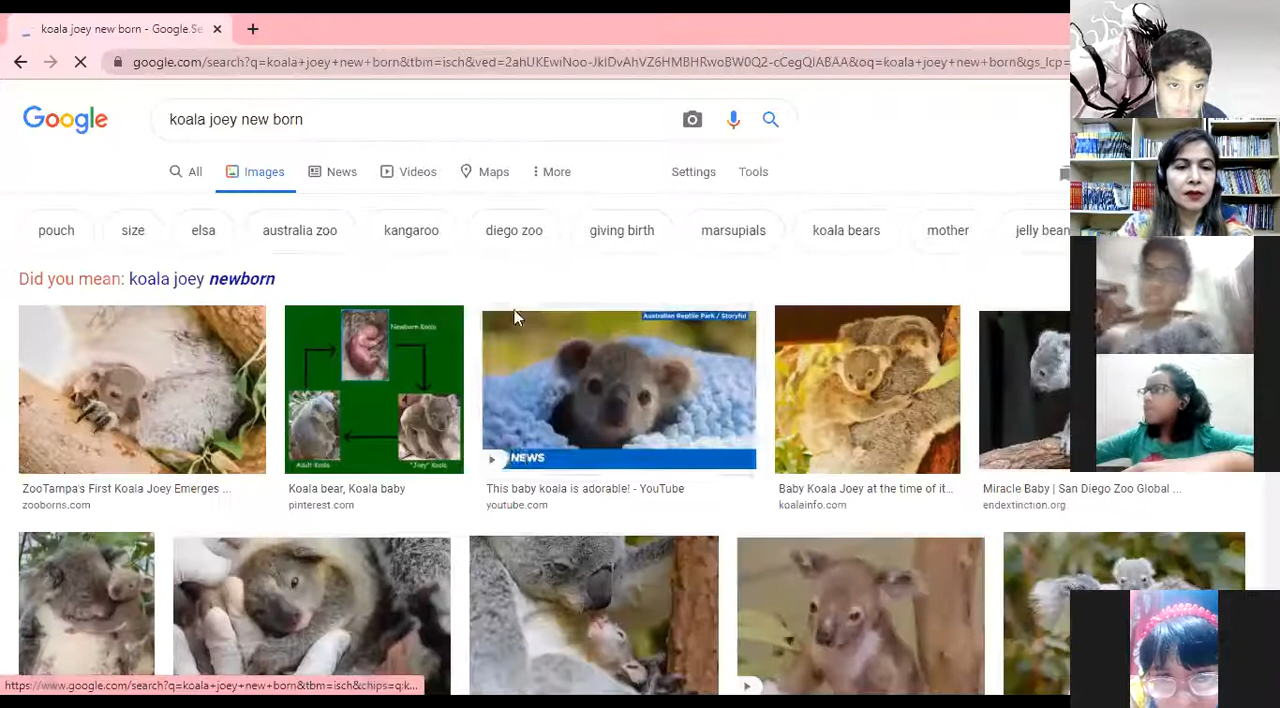 koala joey new born - Google Se
google.com/search?q=koala+joey+new+born&tbm=isch&ved=2ahUKEwiNoo-JkIDvAhVZ6HMBHRwoBW0Q2-cCegQIABAA&oq=koala+joey+new+born&gs_lcp=
Google
koala joey new born
All
Images
News
Videos
Maps
More
Settings
Tools
pouch
size
elsa
australia zoo
kangaroo
diego zoo
giving birth
marsupials
koala bears
mother
jelly bean
Did you mean: koala joey newborn
Newborn Koala
Adult Koala
"Joey" Koala
Australian Reptile Park / Storyful
NEWS
ZooTampa's First Koala Joey Emerges ...
zooborns.com
Koala bear, Koala baby
pinterest.com
This baby koala is adorable! - YouTube
youtube.com
Baby Koala Joey at the time of it...
koalainfo.com
Miracle Baby | San Diego Zoo Global ...
endextinction.org
https://www.google.com/search?q=koala+joey+new+born&tbm=isch&chips=q:k...